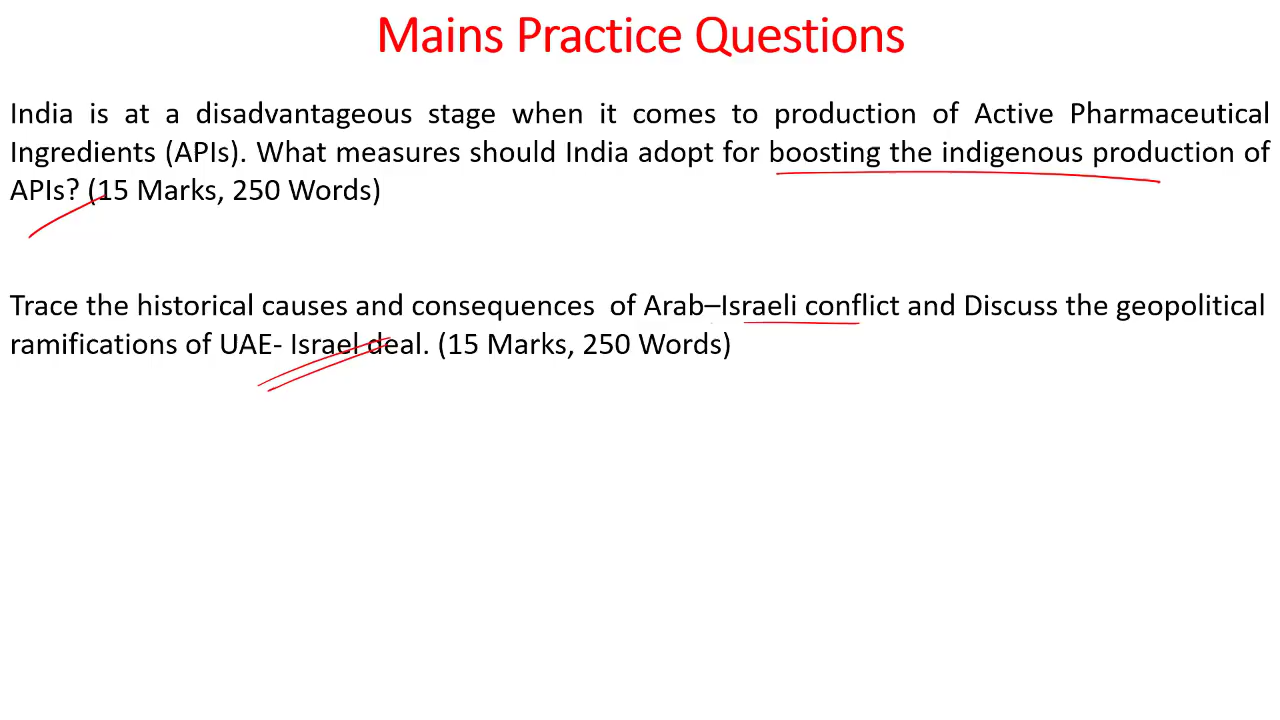 Mains Practice Questions
India is at a disadvantageous stage when it comes to production of Active Pharmaceutical
Ingredients (APIs). What measures should India adopt for boosting the indigenous production of
APIs? (15 Marks, 250 Words)
Trace the historical causes and consequences  of Arab–Israeli conflict and Discuss the geopolitical
ramifications of UAE- Israel deal. (15 Marks, 250 Words)